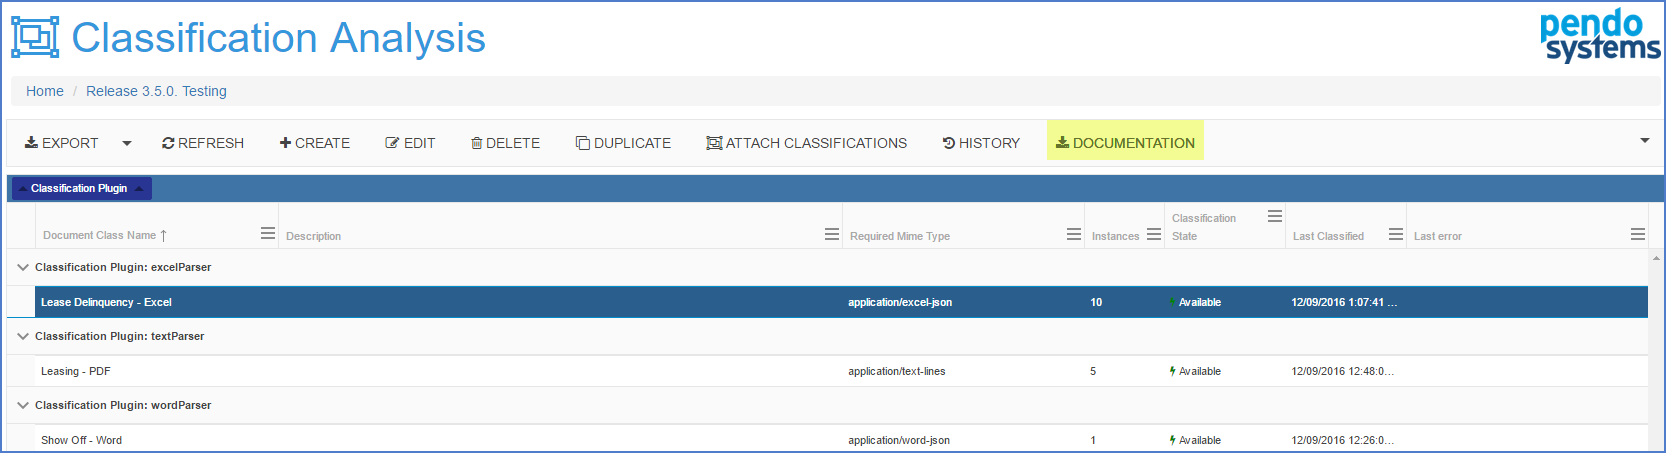 Classification Analysis
pendo
systems
Home / Release 3.5.0. Testing
EXPORT REFRESH CREATE EDIT DELETE DUPLICATE ATTACH CLASSIFICATIONS HISTORY DOCUMENTATION
Classification Plugin
Document Class Name Description Required Mime Type Instances Classification State Last Classified Last error
Classification Plugin: excelParser
Lease Delinquency - Excel application/excel-json 10 Available 12/09/2016 1:07:41 ...
Classification Plugin: textParser
Leasing - PDF application/text-lines 5 Available 12/09/2016 12:48:0...
Classification Plugin: wordParser
Show Off - Word application/word-json 1 Available 12/09/2016 12:26:0...